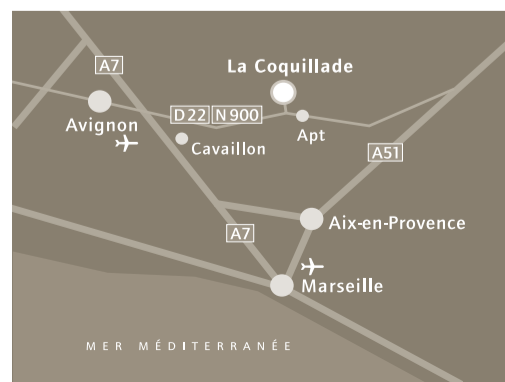 A7
La Coquillade
D22 N900
Avignon
Apt
Cavaillon
A51
Aix-en-Provence
A7
Marseille
MER MÉDITERRANÉE